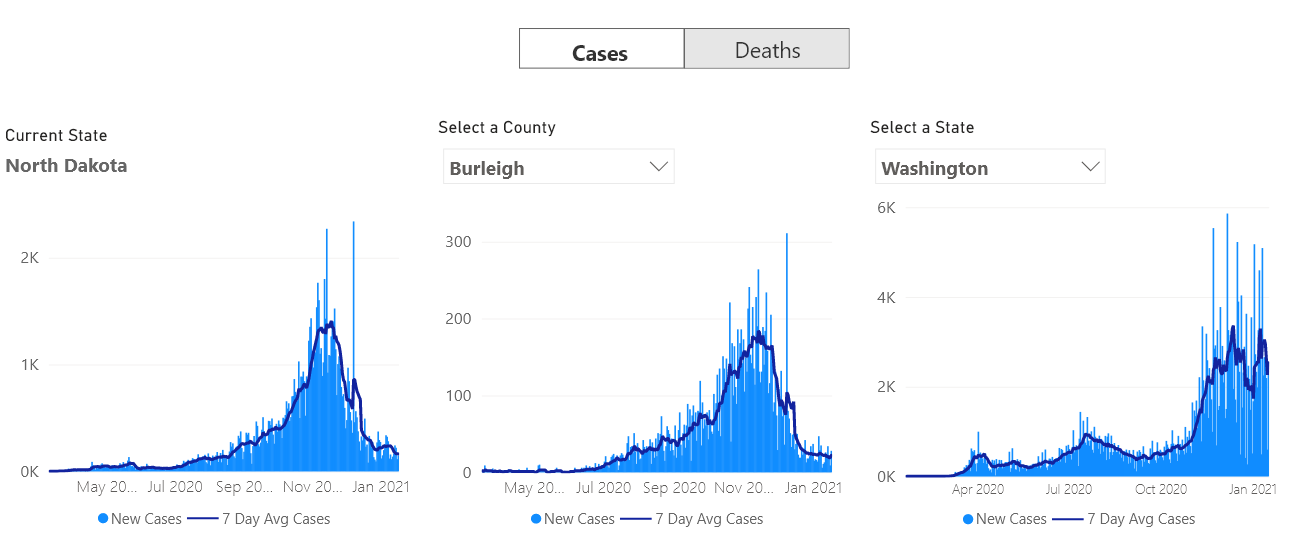 Cases Deaths
Current State
North Dakota
2K
1K
0K
May 20... Jul 2020 Sep 20... Nov 20... Jan 2021
New Cases 7 Day Avg Cases
Select a County
Burleigh
300
200
100
0
May 20... Jul 2020 Sep 2020 Nov 20... Jan 2021
New Cases 7 Day Avg Cases
Select a State
Washington
6K
4K
2K
0K
Apr 2020 Jul 2020 Oct 2020 Jan 2021
New Cases 7 Day Avg Cases